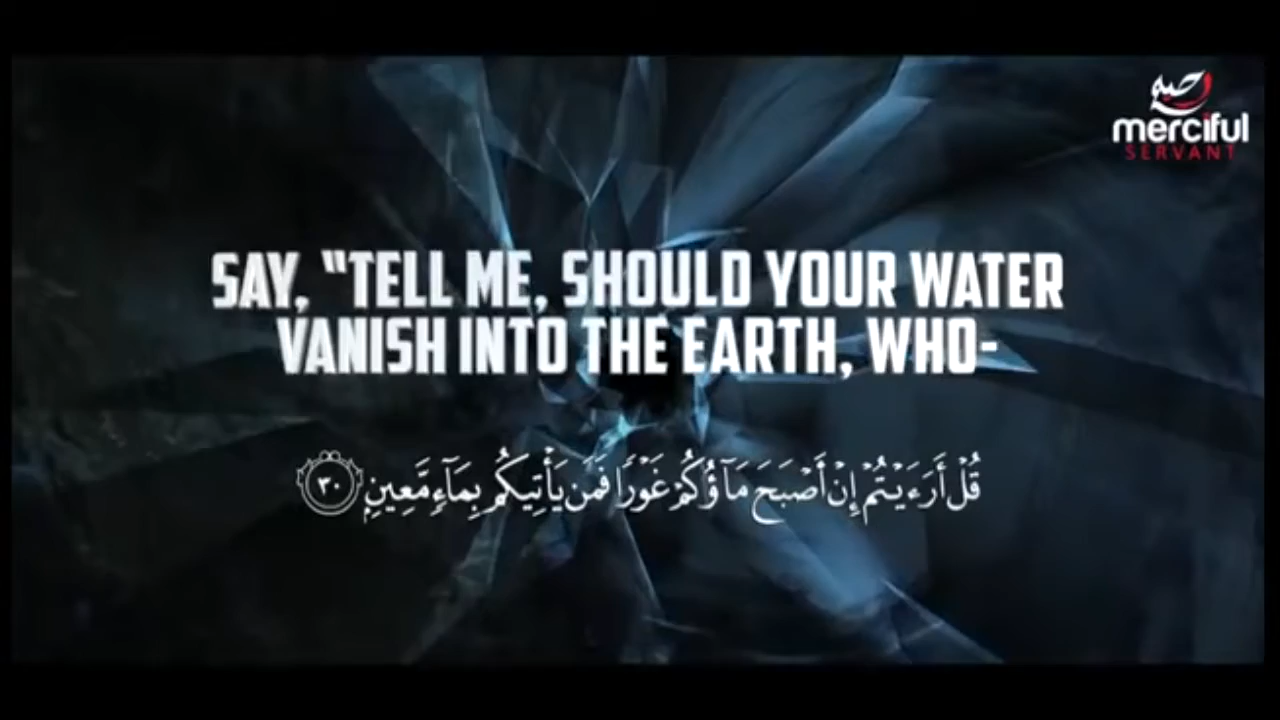 merciful
SERVANT
SAY, “TELL ME, SHOULD YOUR WATER
VANISH INTO THE EARTH, WHO-
قُلْ أَرَءَيْتُمْ إِنْ أَصْبَحَ مَآؤُكُمْ غَوْرًا فَمَن يَأْتِيكُم بِمَآءٍ مَّعِينٍۭ ٣٠